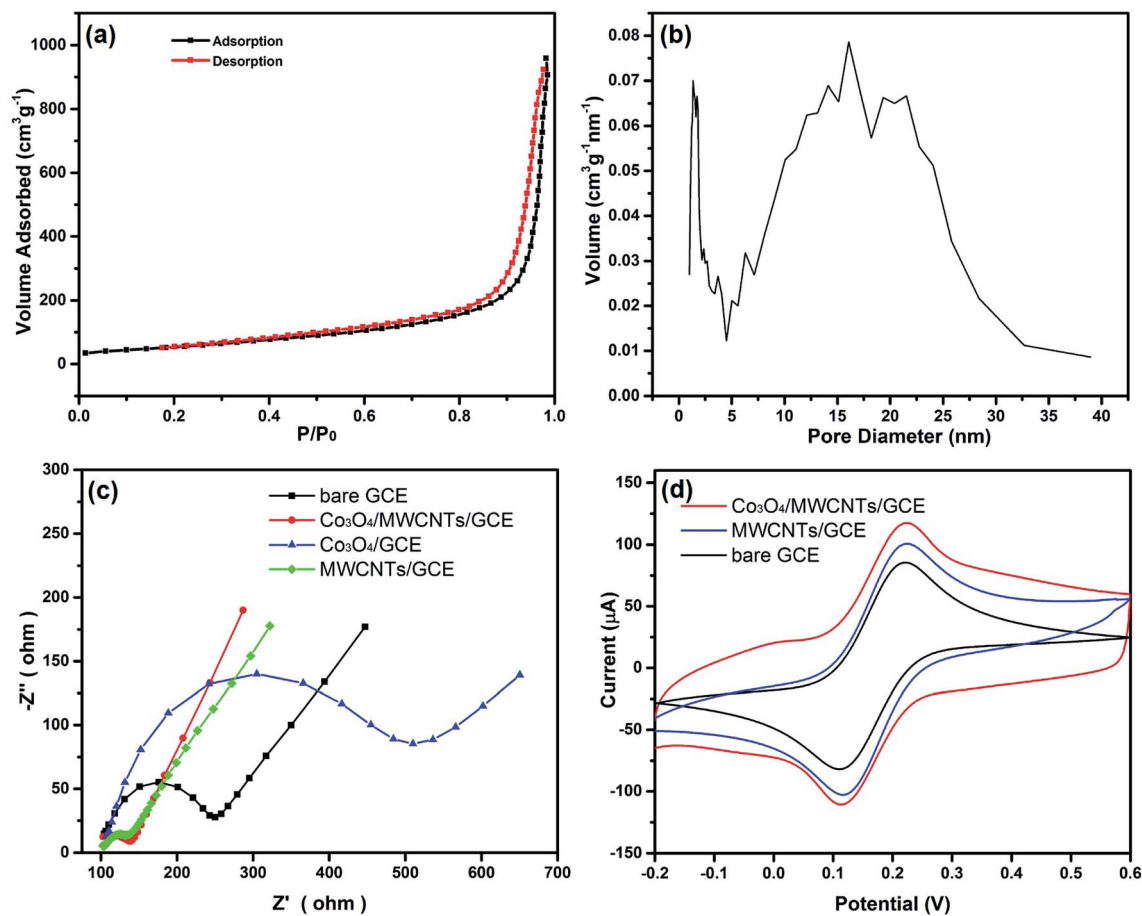 (a)
Adsorption
Desorption
1000
800
600
400
200
0
Volume Adsorbed (cm³g⁻¹)
0.0 0.2 0.4 0.6 0.8 1.0
P/P₀
(b)
0.08
0.07
0.06
0.05
0.04
0.03
0.02
0.01
0.00
Volume (cm³g⁻¹nm⁻¹)
0 5 10 15 20 25 30 35 40
Pore Diameter (nm)
(c)
bare GCE
Co₃O₄/MWCNTs/GCE
Co₃O₄/GCE
MWCNTs/GCE
300
250
200
150
100
50
0
-Z'' ( ohm )
100 200 300 400 500 600 700
Z' ( ohm )
(d)
Co₃O₄/MWCNTs/GCE
MWCNTs/GCE
bare GCE
150
100
50
0
-50
-100
-150
Current (μA)
-0.2 -0.1 0.0 0.1 0.2 0.3 0.4 0.5 0.6
Potential (V)